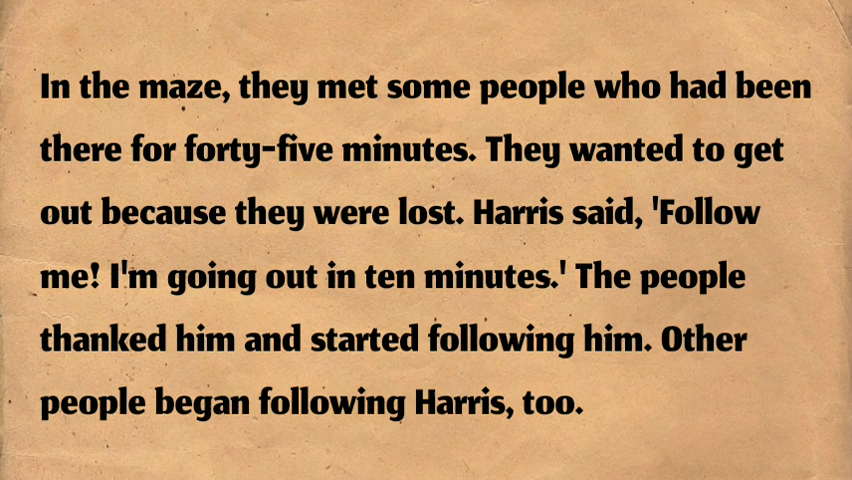 In the maze, they met some people who had been
there for forty-five minutes. They wanted to get
out because they were lost. Harris said, 'Follow
me! I'm going out in ten minutes.' The people
thanked him and started following him. Other
people began following Harris, too.